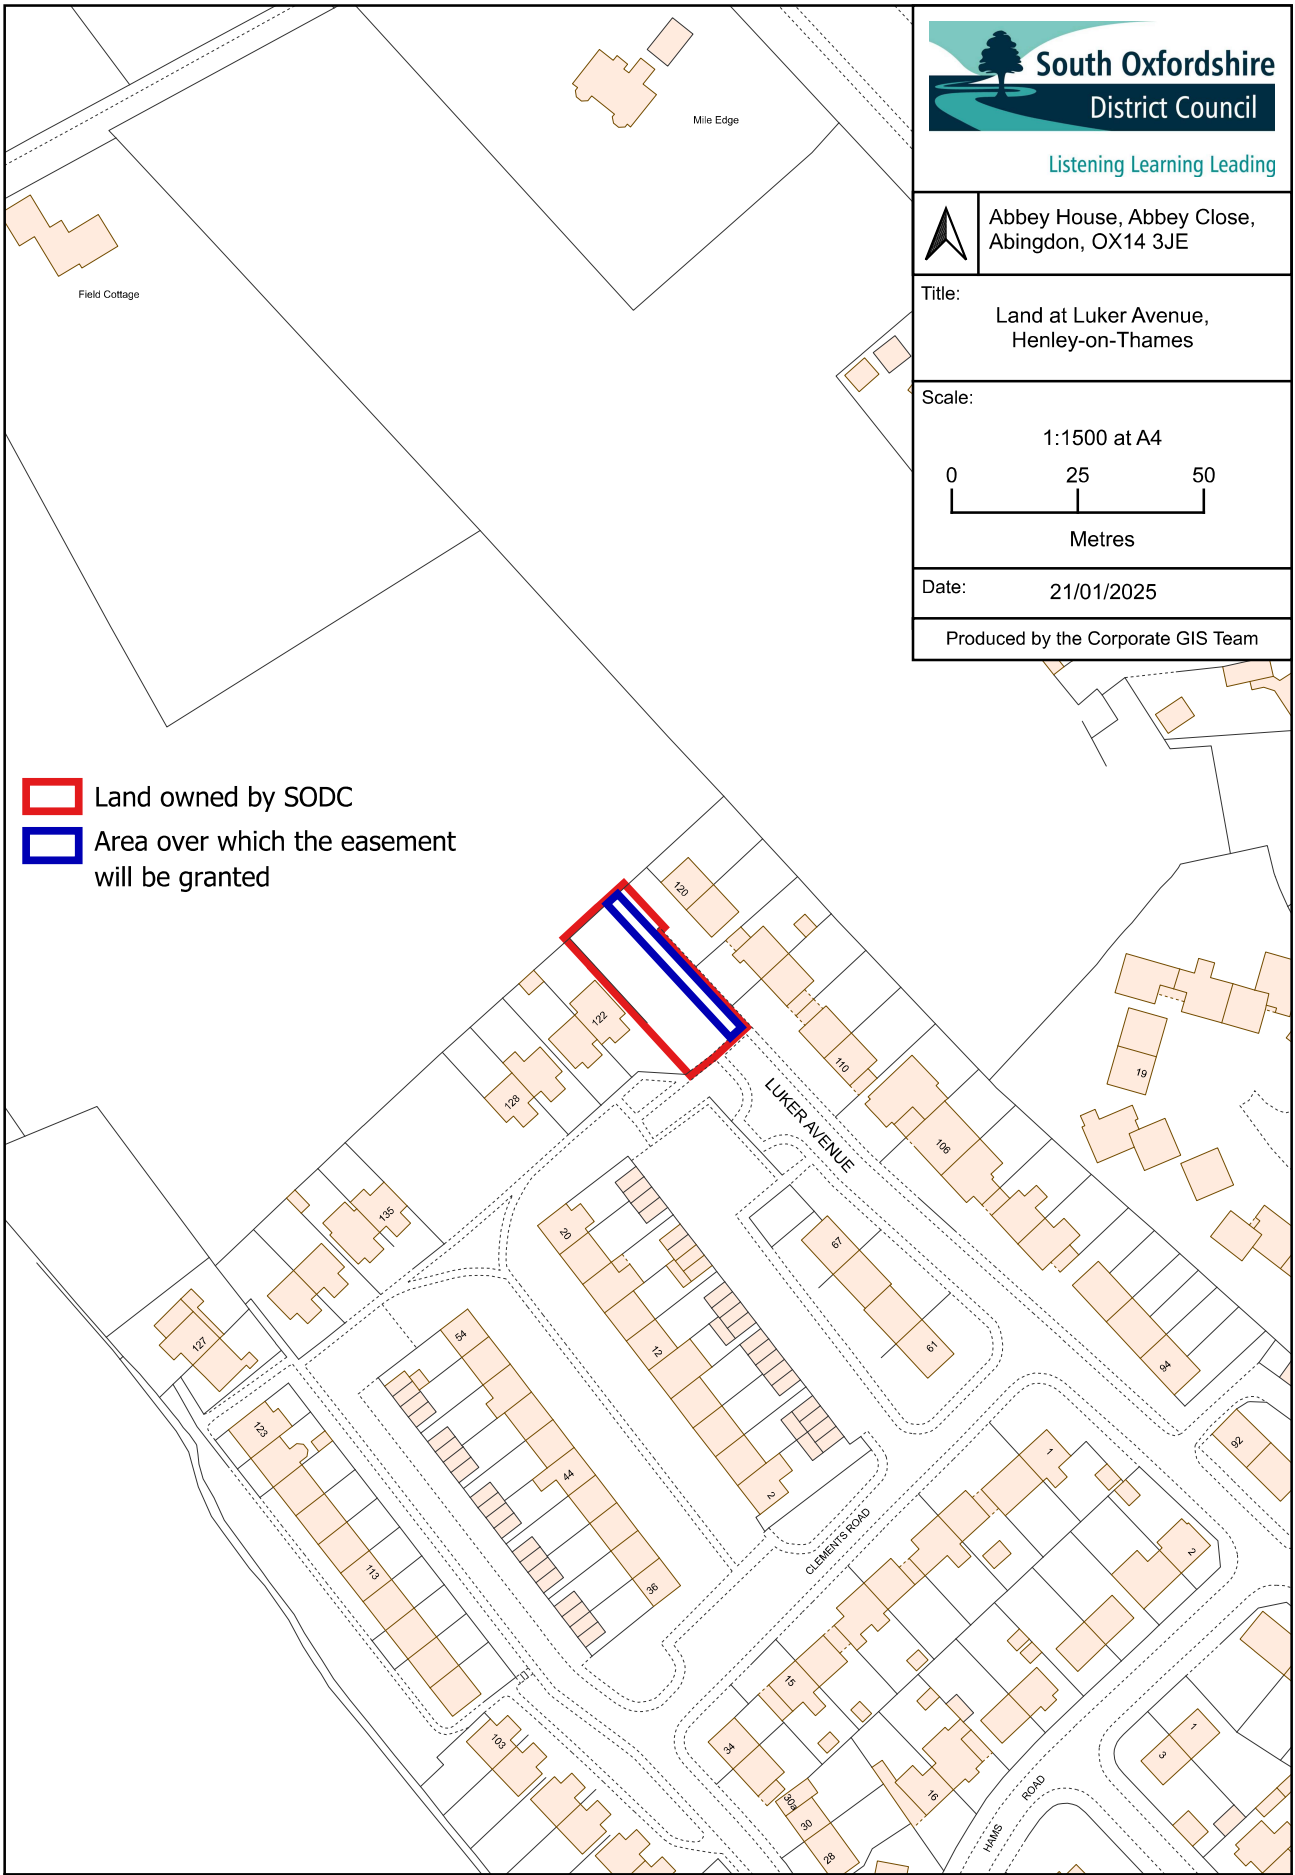 South Oxfordshire
District Council
Listening Learning Leading
Abbey House, Abbey Close,
Abingdon, OX14 3JE
Title:
Land at Luker Avenue,
Henley-on-Thames
Scale:
1:1500 at A4
0 25 50
Metres
Date: 21/01/2025
Produced by the Corporate GIS Team
Mile Edge
Field Cottage
Land owned by SODC
Area over which the easement
will be granted
120
122
128
110
LUKER AVENUE
106
19
135
127
20
67
61
94
54
12
123
44
113
36
2
CLEMENTS ROAD
1
92
2
15
34
103
30a
30
28
16
HAMS
ROAD
1
3